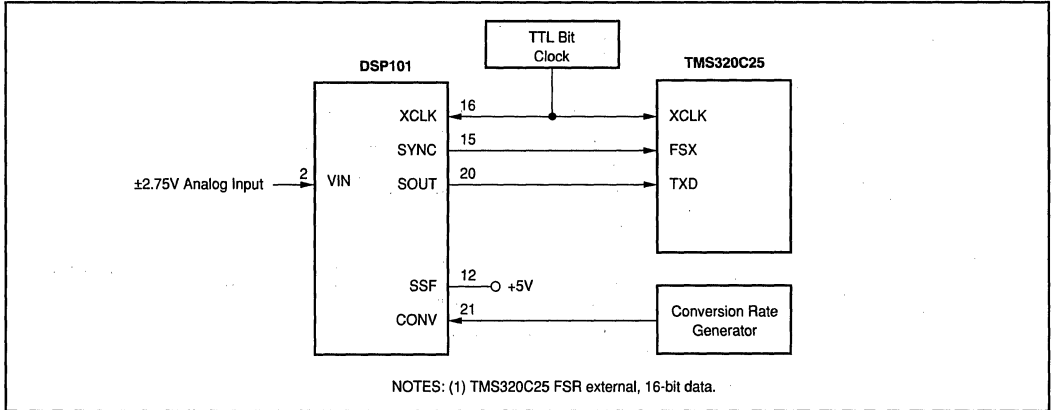 TTL Bit
Clock
DSP101
TMS320C25
XCLK
16
XCLK
SYNC
15
FSX
±2.75V Analog Input
2
VIN
SOUT
20
TXD
SSF
12
+5V
CONV
21
Conversion Rate
Generator
NOTES: (1) TMS320C25 FSR external, 16-bit data.